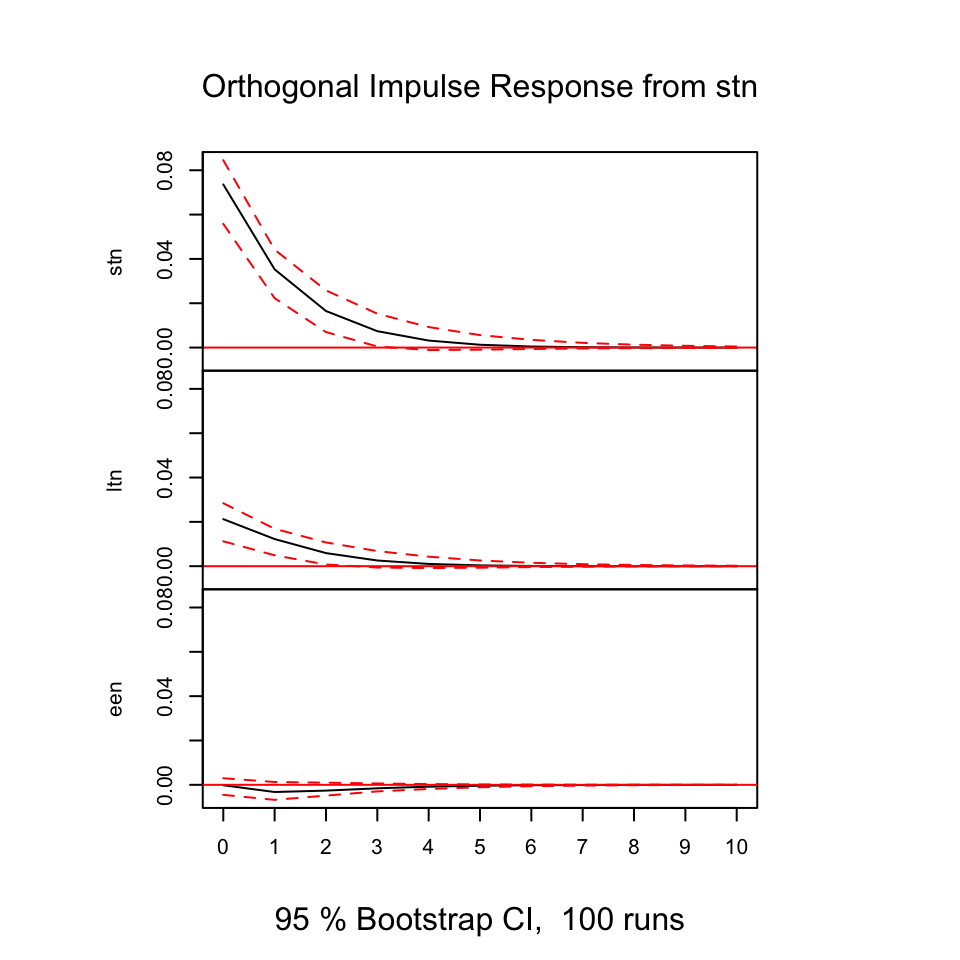 Orthogonal Impulse Response from stn
stn
0.00 0.04 0.08
ltn
0.00 0.04 0.08
een
0.00 0.04 0.08
0 1 2 3 4 5 6 7 8 9 10
95 % Bootstrap CI,  100 runs